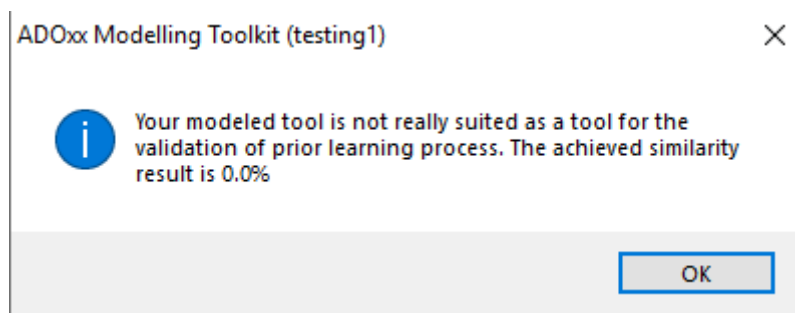 ADOxx Modelling Toolkit (testing1)
Your modeled tool is not really suited as a tool for the
validation of prior learning process. The achieved similarity
result is 0.0%
OK